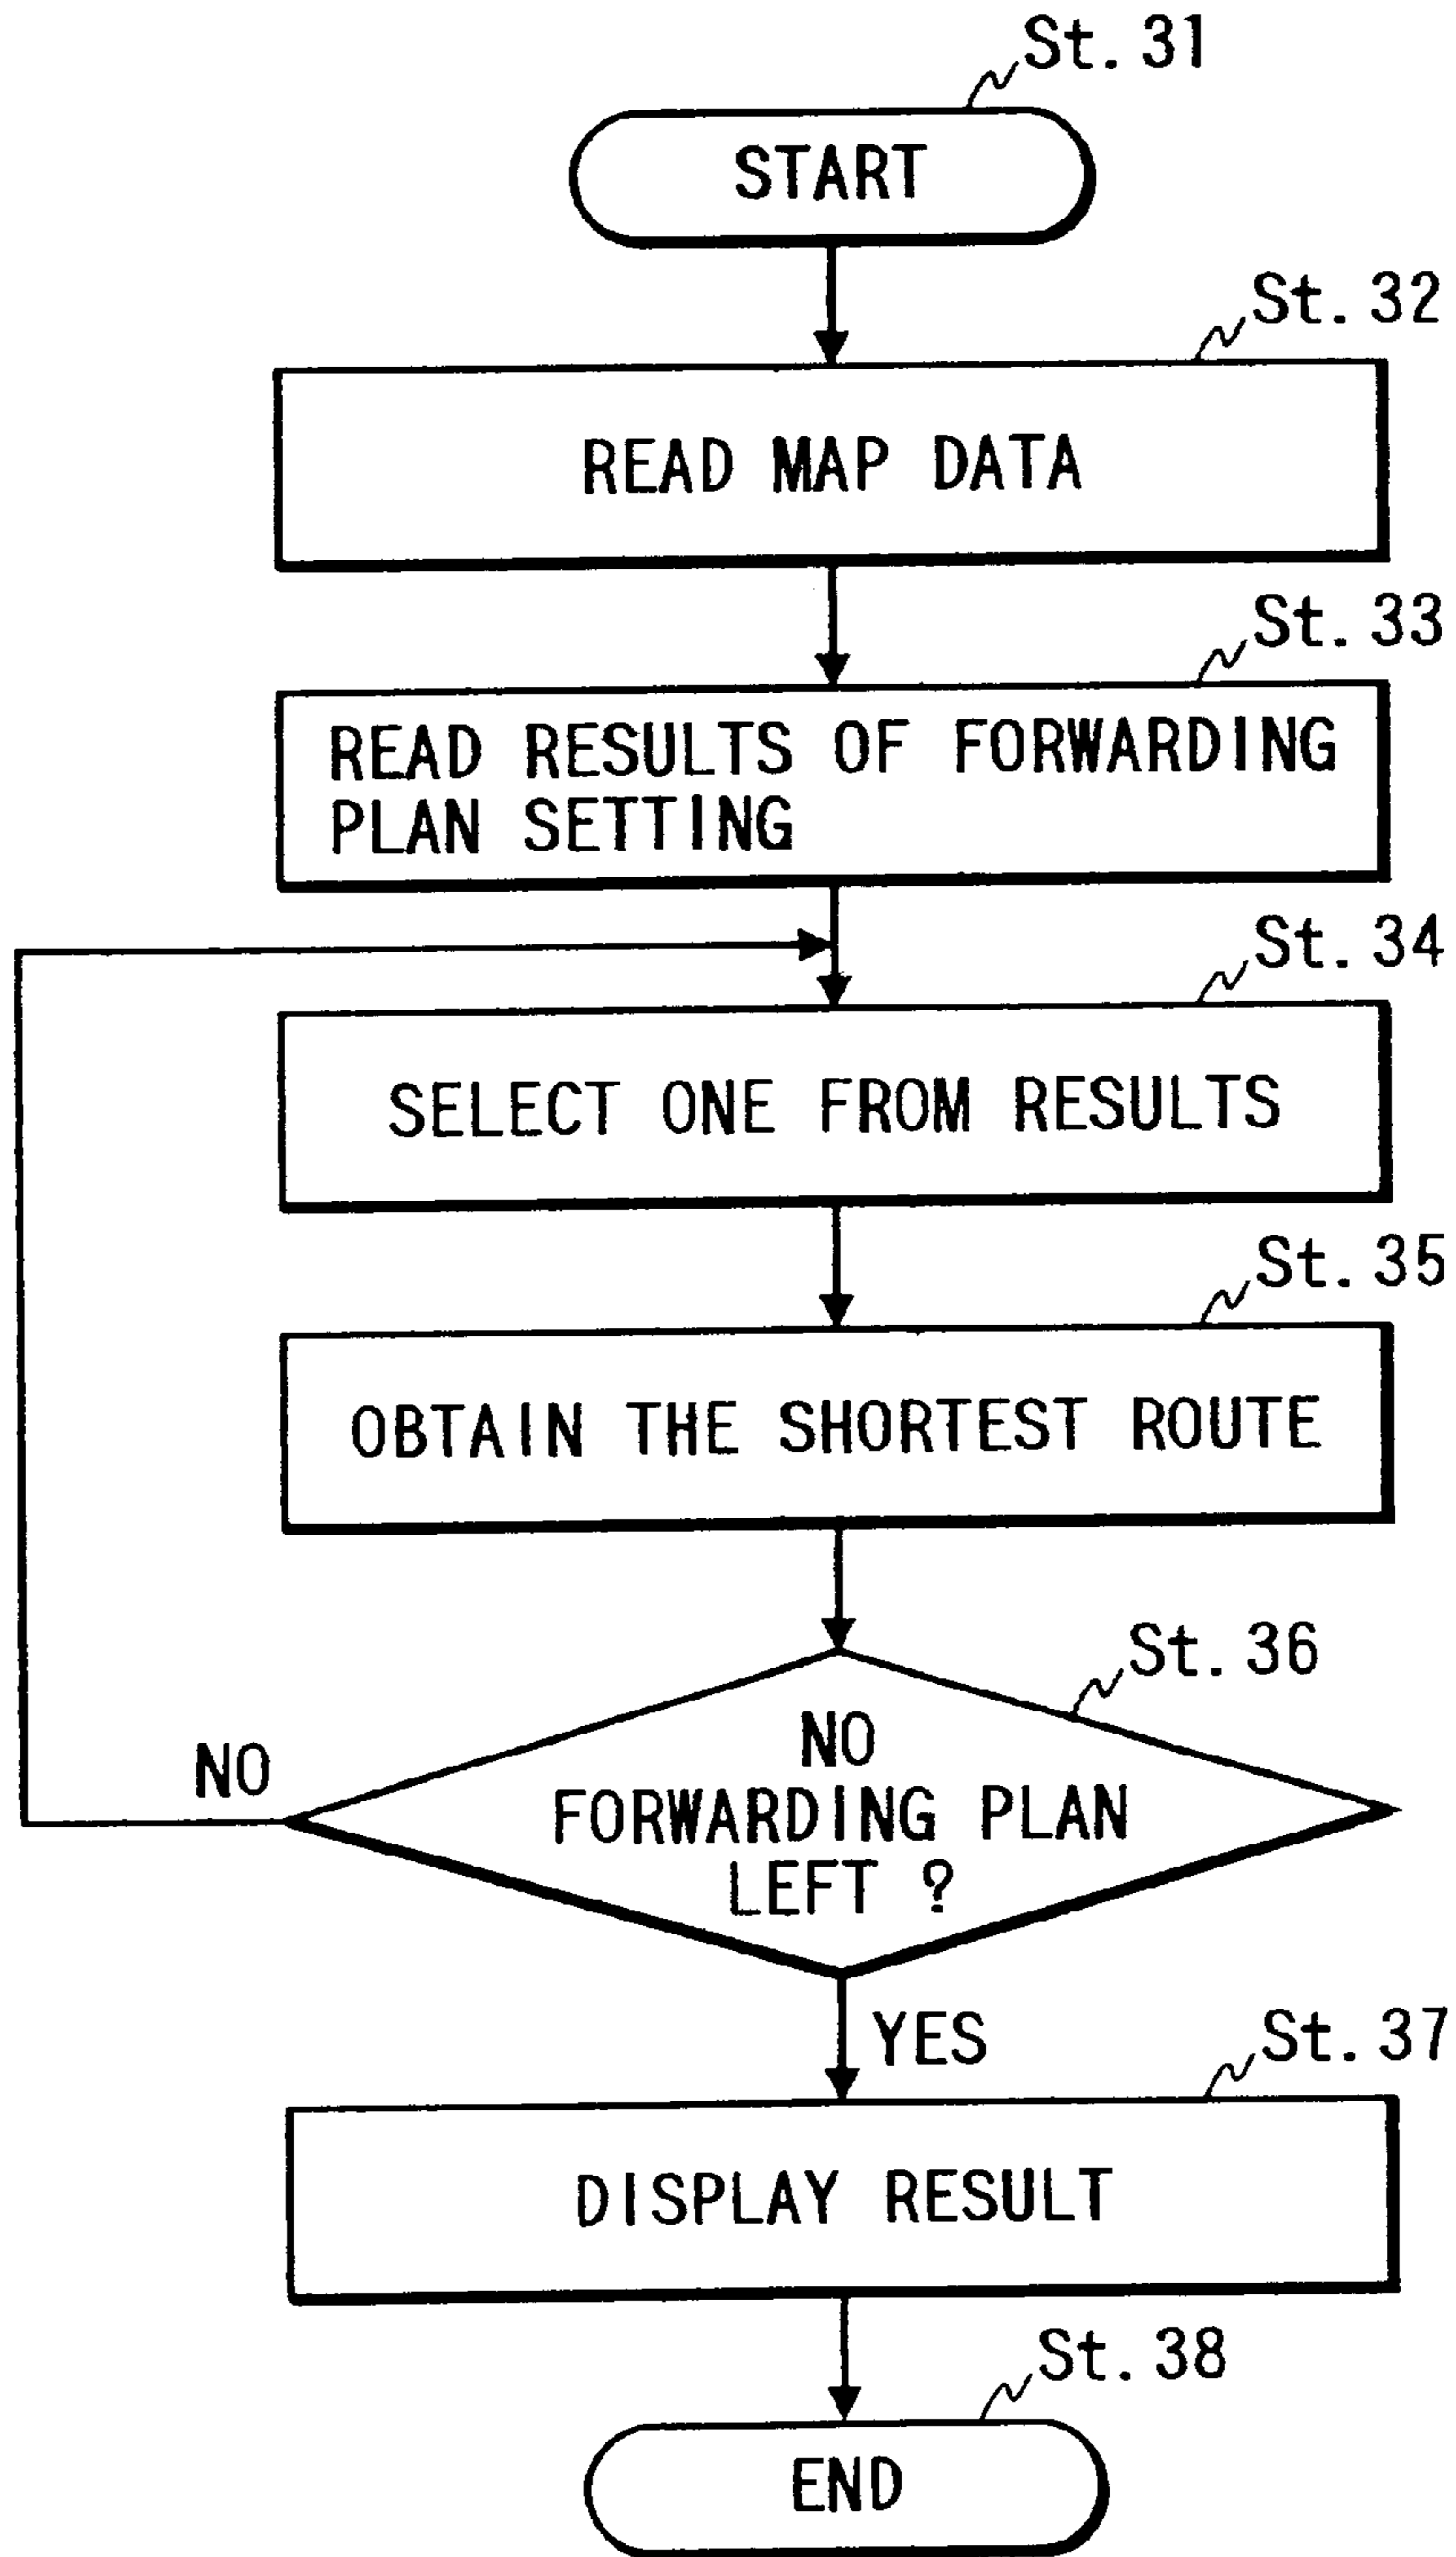 St. 31
START
St. 32
READ MAP DATA
St. 33
READ RESULTS OF FORWARDING
PLAN SETTING
St. 34
SELECT ONE FROM RESULTS
St. 35
OBTAIN THE SHORTEST ROUTE
St. 36
NO
FORWARDING PLAN
LEFT ?
NO
YES
St. 37
DISPLAY RESULT
St. 38
END